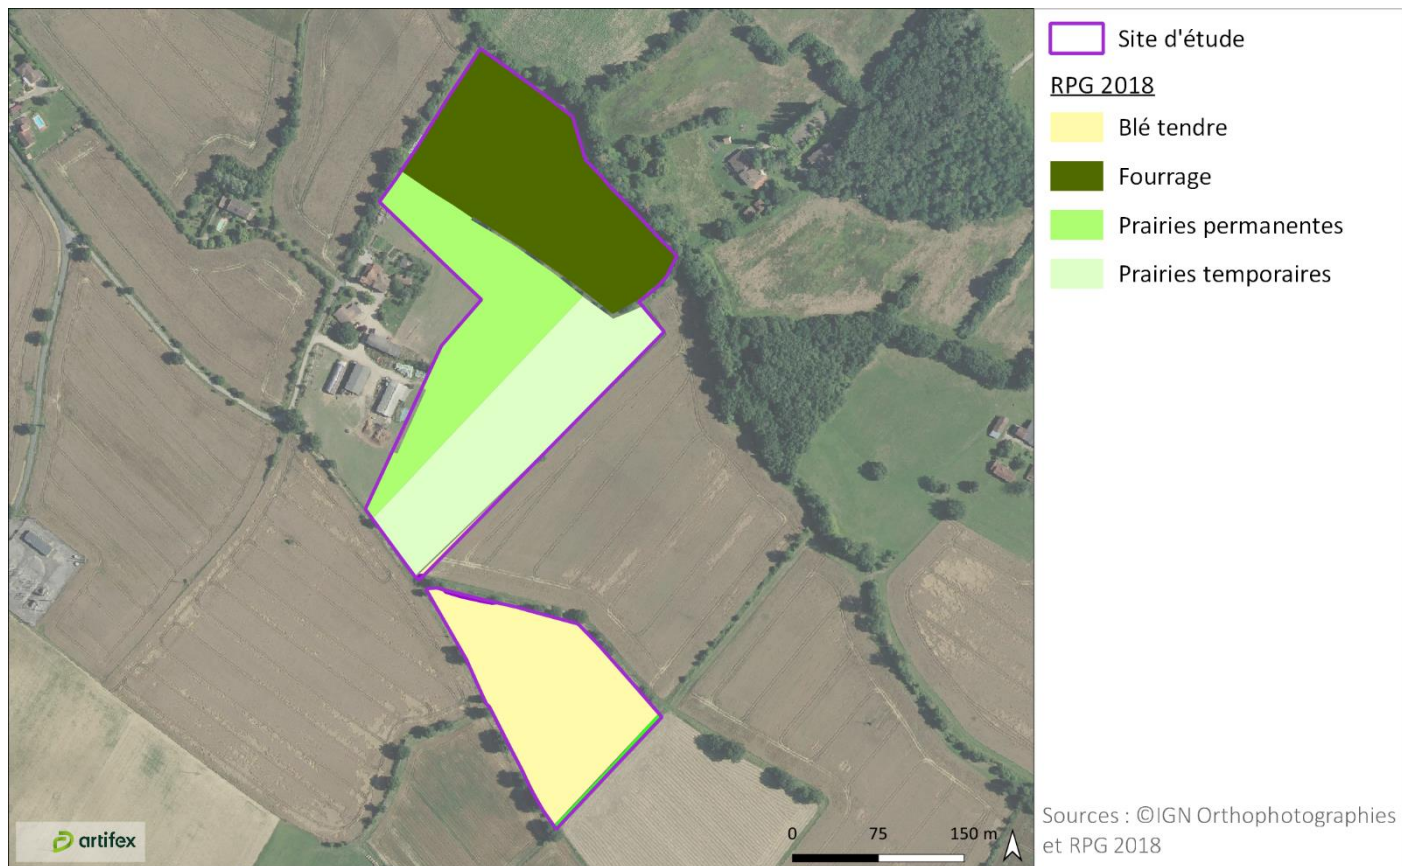 Site d'étude
RPG 2018
Blé tendre
Fourrage
Prairies permanentes
Prairies temporaires
artifex
0 75 150 m
Sources : ©IGN Orthophotographies
et RPG 2018